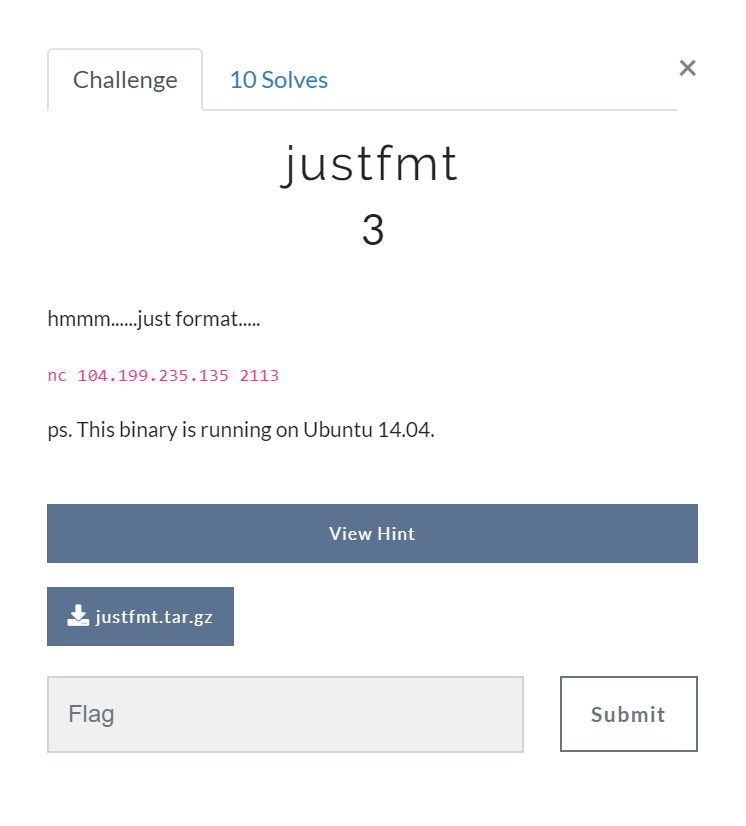 Challenge
10 Solves
×
justfmt
3
hmmm......just format.....
nc 104.199.235.135 2113
ps. This binary is running on Ubuntu 14.04.
View Hint
justfmt.tar.gz
Flag
Submit